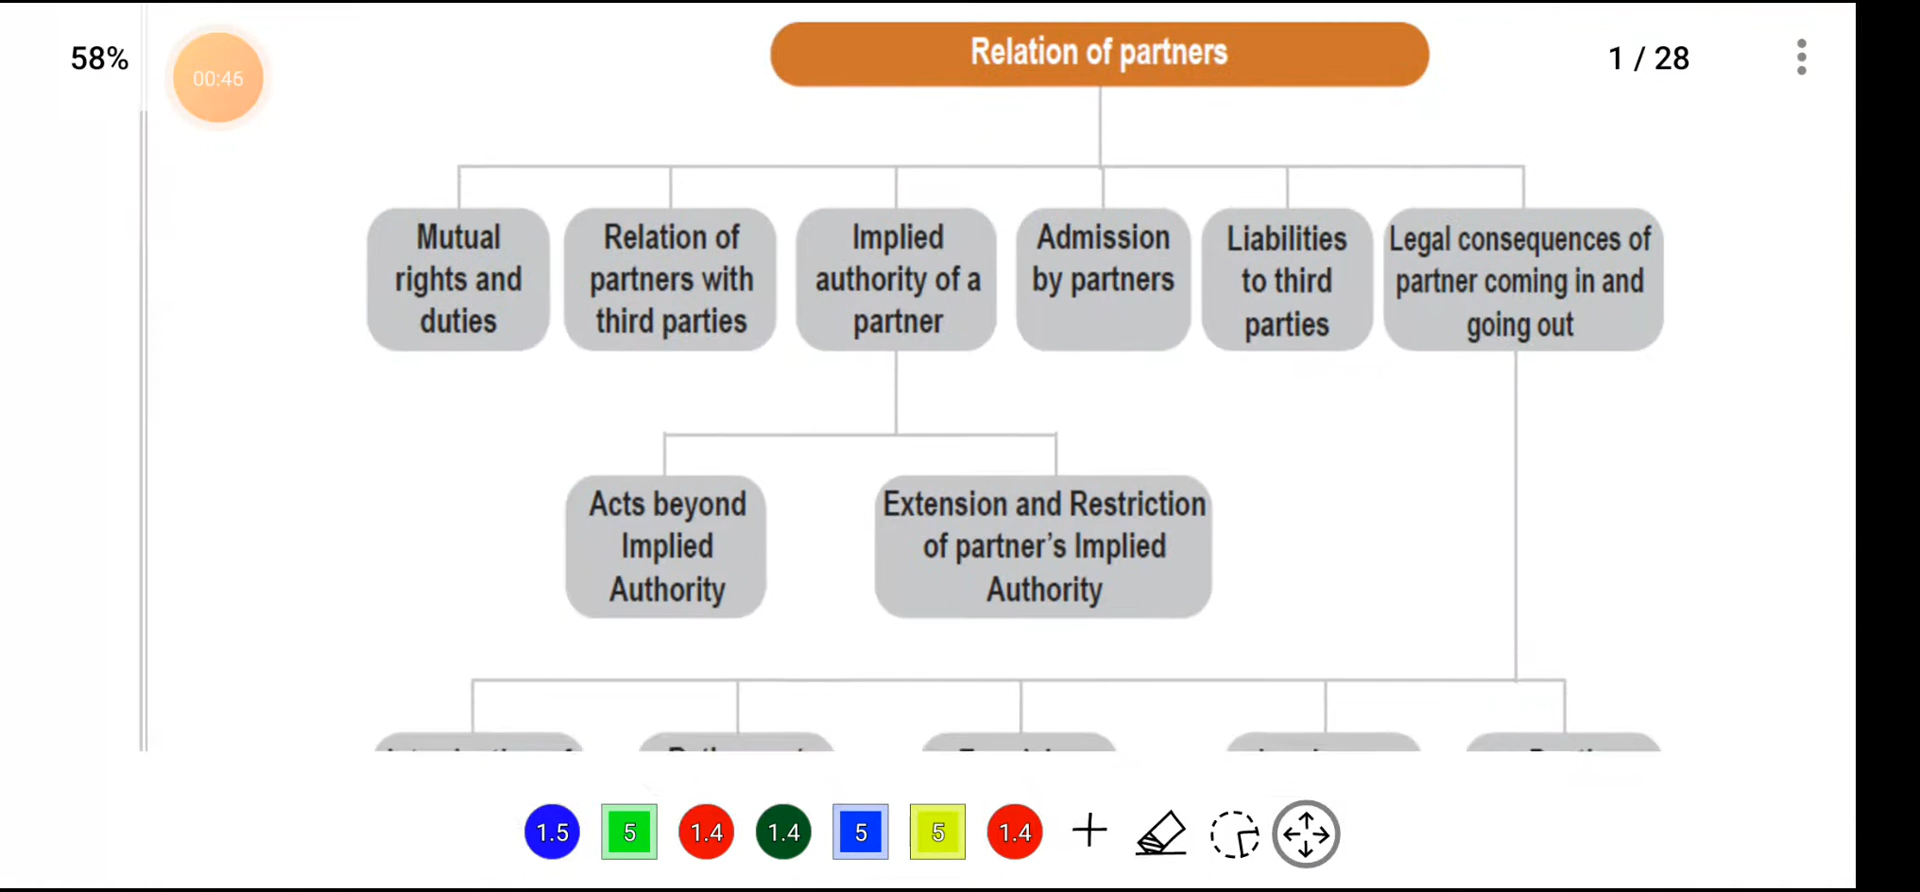 58%
00:46
Relation of partners
1 / 28
Mutual
rights and
duties
Relation of
partners with
third parties
Implied
authority of a
partner
Admission
by partners
Liabilities
to third
parties
Legal consequences of
partner coming in and
going out
Acts beyond
Implied
Authority
Extension and Restriction
of partner's Implied
Authority
1.5
5
1.4
1.4
5
5
1.4